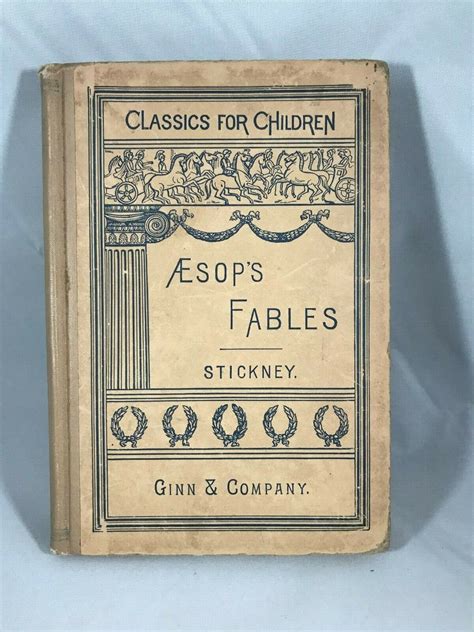 CLASSICS FOR CHILDREN
ÆSOP'S
FABLES
STICKNEY.
GINN & COMPANY.